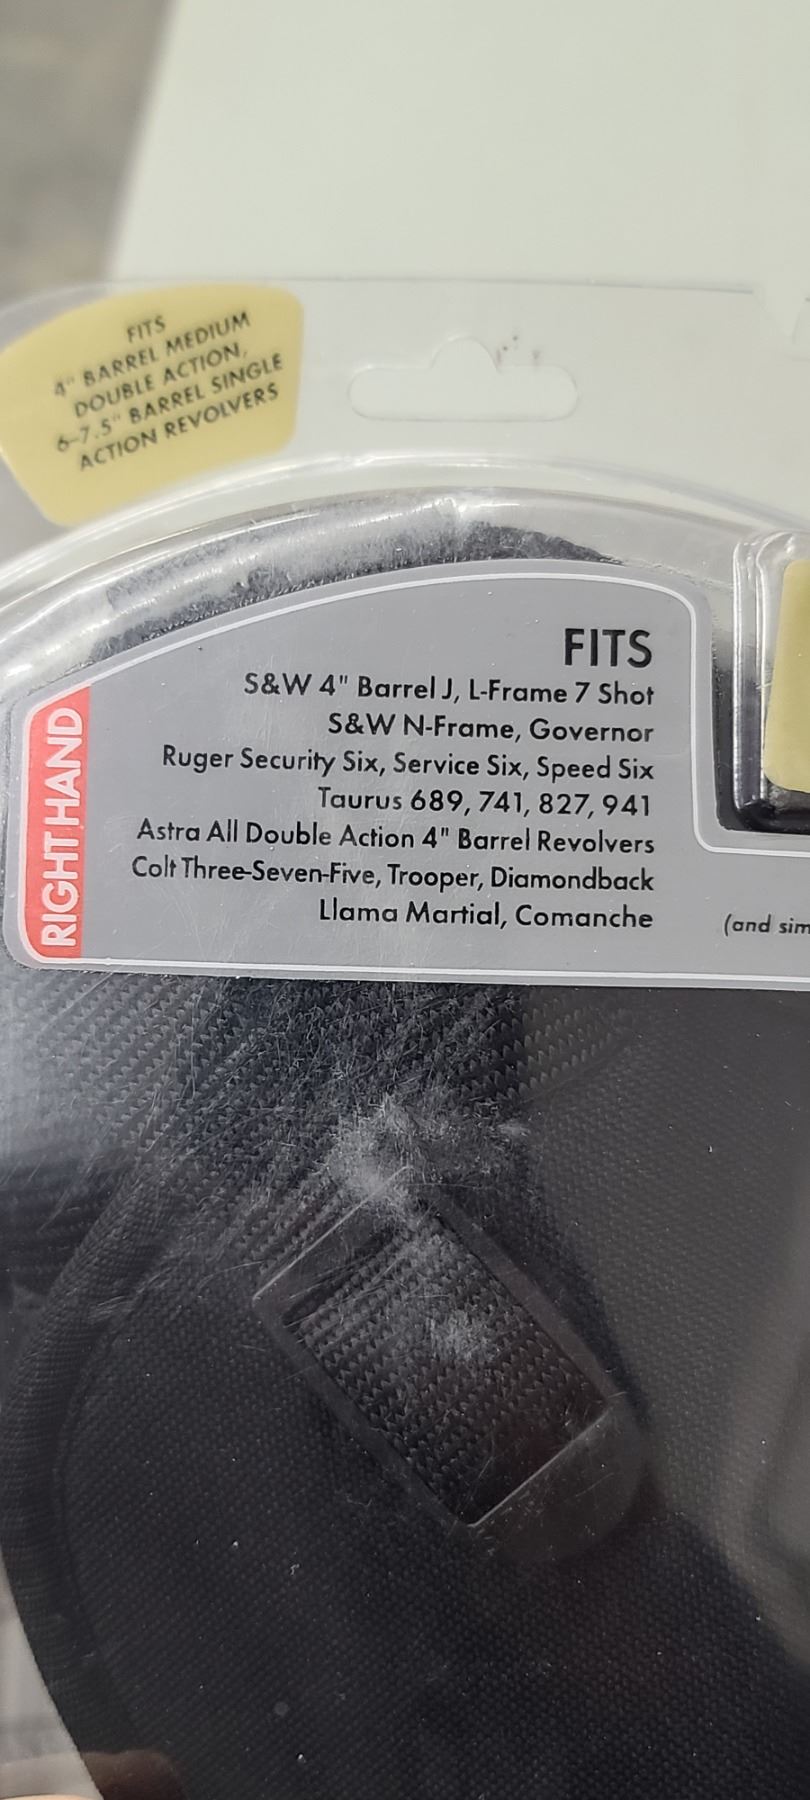 FITS
4" BARREL MEDIUM
DOUBLE ACTION,
6-7.5" BARREL SINGLE
ACTION REVOLVERS
FITS
S&W 4" Barrel J, L-Frame 7 Shot
S&W N-Frame, Governor
Ruger Security Six, Service Six, Speed Six
Taurus 689, 741, 827, 941
Astra All Double Action 4" Barrel Revolvers
Colt Three-Seven-Five, Trooper, Diamondback
Llama Martial, Comanche
RIGHT HAND
(and sim